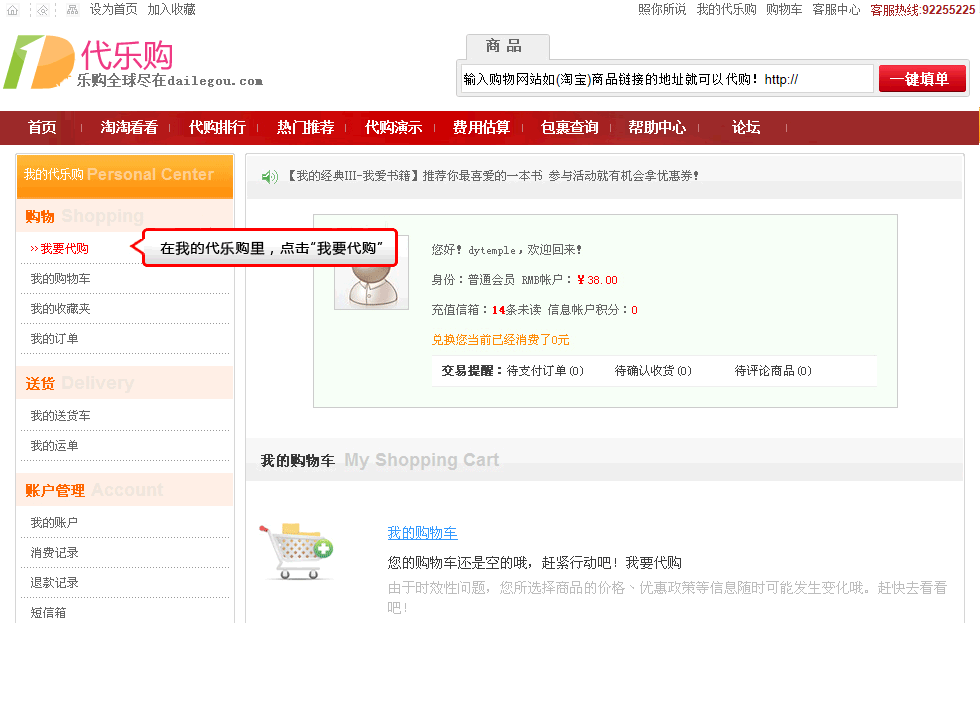 设为首页 加入收藏 照你所说 我的代乐购 购物车 客服中心 客服热线:92255225
代乐购
乐购全球尽在dailegou.com
商品
输入购物网站如(淘宝)商品链接的地址就可以代购！http:// 一键填单
首页 淘淘看看 代购排行 热门推荐 代购演示 费用估算 包裹查询 帮助中心 论坛
我的代乐购 Personal Center
【我的经典III-我爱书籍】推荐你最喜爱的一本书 参与活动就有机会拿优惠券！
购物 Shopping
>> 我要代购
在我的代乐购里，点击“我要代购”
我的购物车
我的收藏夹
我的订单
您好！dytemple，欢迎回来！
身份：普通会员 RMB帐户：￥38.00
充值信箱：14条未读 信息帐户积分：0
兑换您当前已经消费了0元
交易提醒：待支付订单(0) 待确认收货(0) 待评论商品(0)
送货 Delivery
我的送货车
我的运单
账户管理 Account
我的账户
消费记录
退款记录
短信箱
我的购物车 My Shopping Cart
我的购物车
您的购物车还是空的哦，赶紧行动吧！我要代购
由于时效性问题，您所选择商品的价格、优惠政策等信息随时可能发生变化哦。赶快去看看
吧！